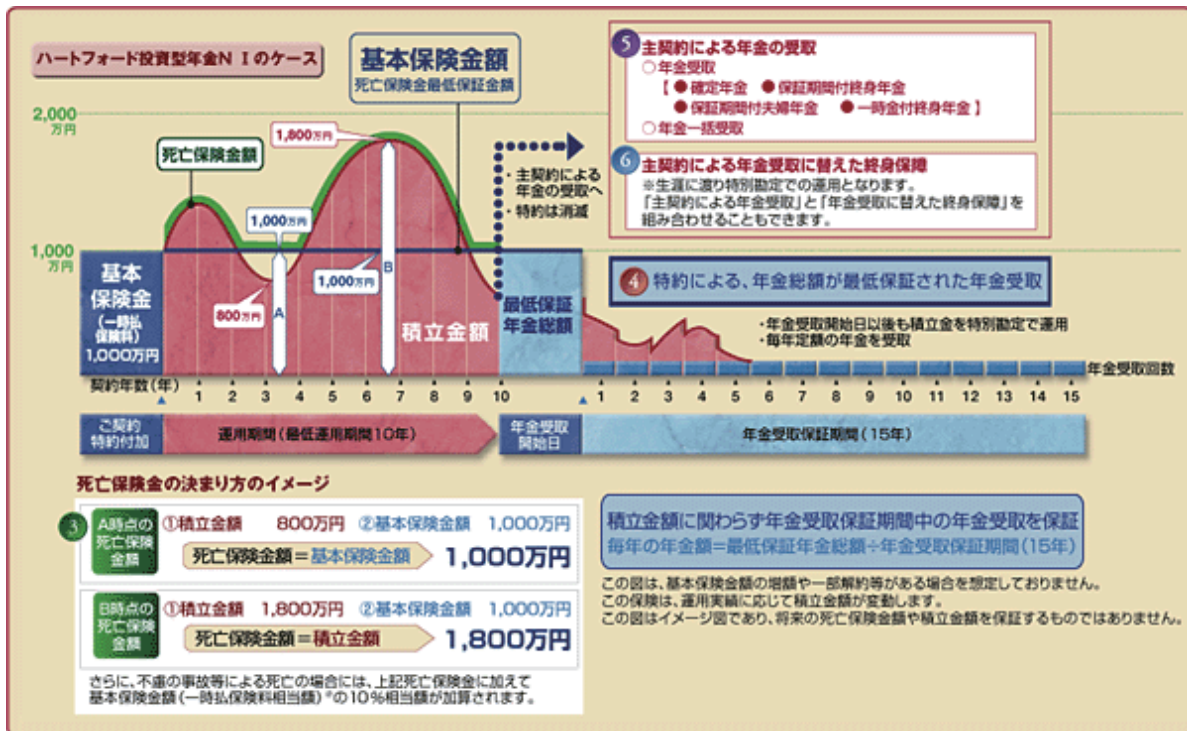 ハートフォード投資型年金NⅠのケース
基本保険金額
死亡保険金最低保証金額
2,000
万円
死亡保険金額
1,800万円
1,000万円
1,000
万円
1,000万円
800万円
A
B
基本
保険金
(一時払
保険料)
1,000万円
積立金額
・主契約による
年金の受取へ
・特約は消滅
最低保証
年金総額
5 主契約による年金の受取
○年金受取
【 ●確定年金 ●保証期間付終身年金
●保証期間付夫婦年金 ●一時金付終身年金 】
○年金一括受取
6 主契約による年金受取に替えた終身保障
※生涯に渡り特別勘定での運用となります。
「主契約による年金受取」と「年金受取に替えた終身保障」を
組み合わせることもできます。
4 特約による、年金総額が最低保証された年金受取
・年金受取開始日以後も積立金を特別勘定で運用
・毎年定額の年金を受取
年金受取回数
契約年数(年) 1 2 3 4 5 6 7 8 9 10
1 2 3 4 5 6 7 8 9 10 11 12 13 14 15
ご契約
特約付加
運用期間(最低運用期間10年)
年金受取
開始日
年金受取保証期間(15年)
死亡保険金の決まり方のイメージ
3
A時点の
死亡保険
金額
①積立金額 800万円 ②基本保険金額 1,000万円
死亡保険金額=基本保険金額 1,000万円
B時点の
死亡保険
金額
①積立金額 1,800万円 ②基本保険金額 1,000万円
死亡保険金額=積立金額 1,800万円
さらに、不慮の事故等による死亡の場合には、上記死亡保険金に加えて
基本保険金額(一時払保険料相当額)※の10%相当額が加算されます。
積立金額に関わらず年金受取保証期間中の年金受取を保証
毎年の年金額=最低保証年金総額÷年金受取保証期間(15年)
この図は、基本保険金額の増額や一部解約等がある場合を想定しておりません。
この保険は、運用実績に応じて積立金額が変動します。
この図はイメージ図であり、将来の死亡保険金額や積立金額を保証するものではありません。